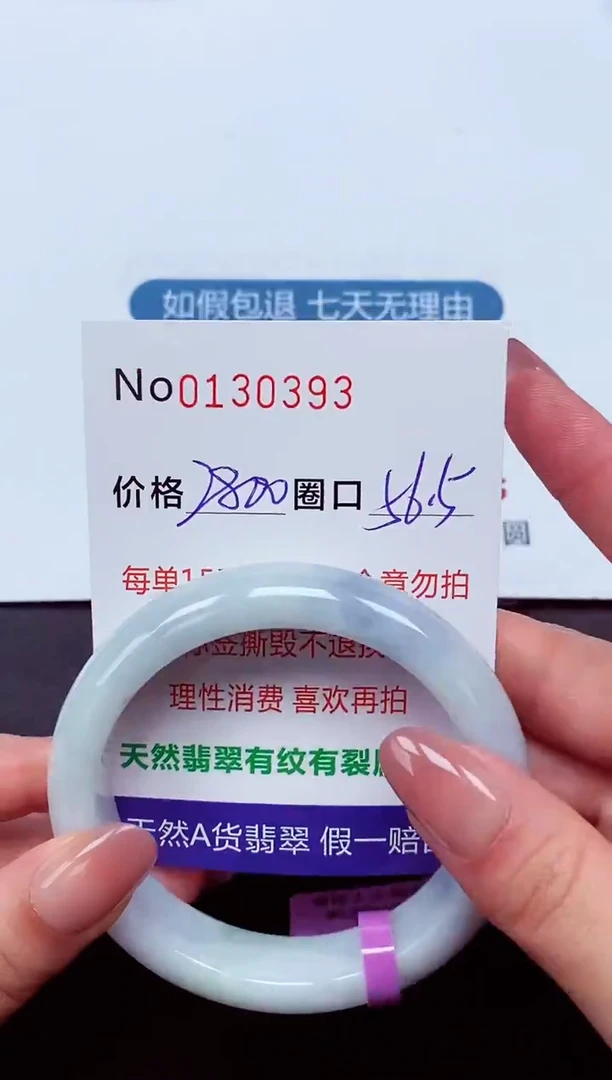 如假包退 七天无理由
No0130393
价格 2800 圈口 56.5
每单15 勿拍
标签撕毁不退换
理性消费 喜欢再拍
天然翡翠有纹有裂
天然A货翡翠 假一赔